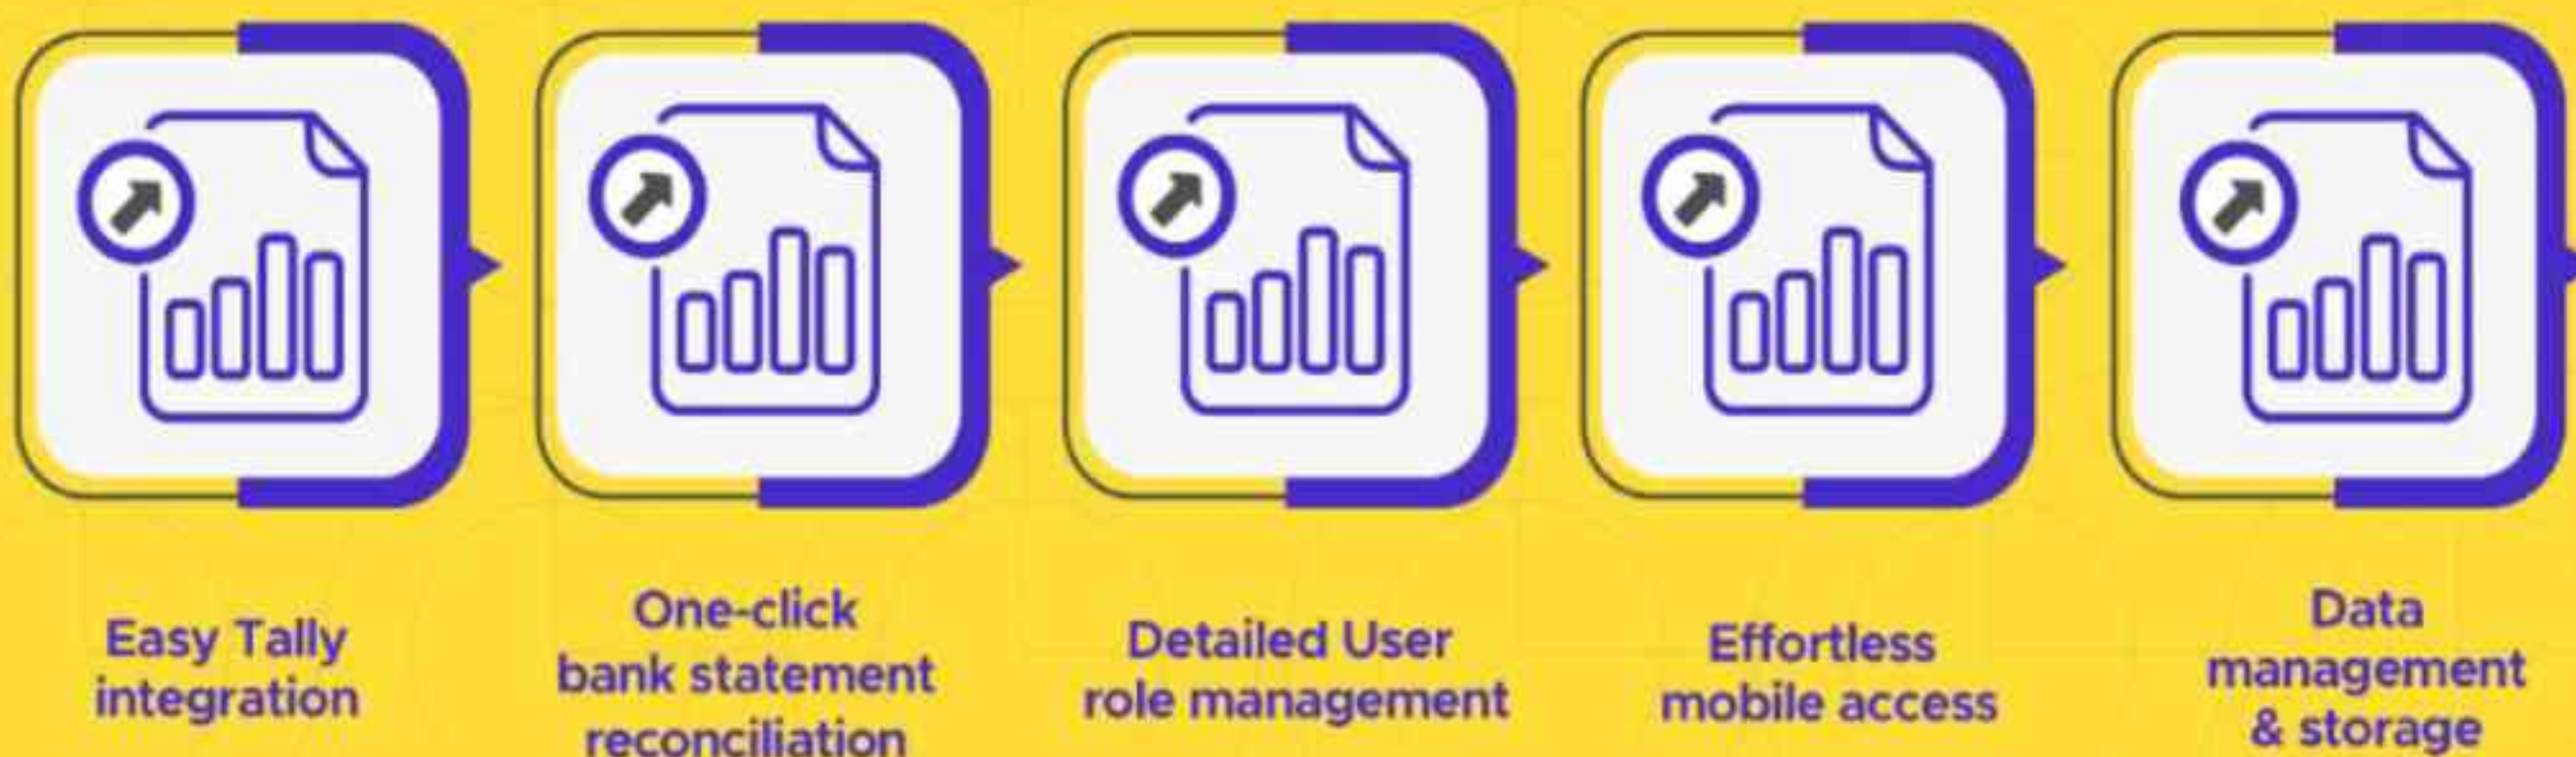 Easy Tally
integration
One-click
bank statement
reconciliation
Detailed User
role management
Effortless
mobile access
Data
management
& storage